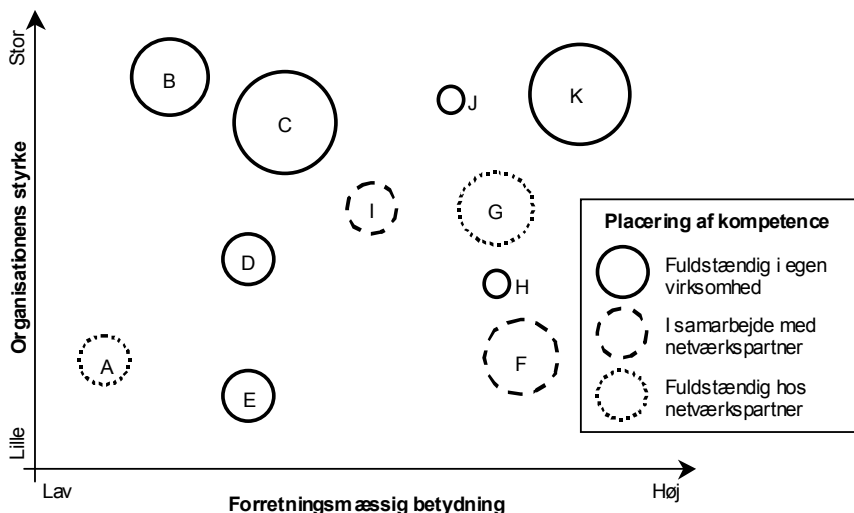 Stor
Organisationens styrke
Lille
B
C
J
K
I
G
D
H
A
E
F
Placering af kompetence
Fuldstændig i egen
virksomhed
I samarbejde med
netværkspartner
Fuldstændig hos
netværkspartner
Lav
Forretningsmæssig betydning
Høj